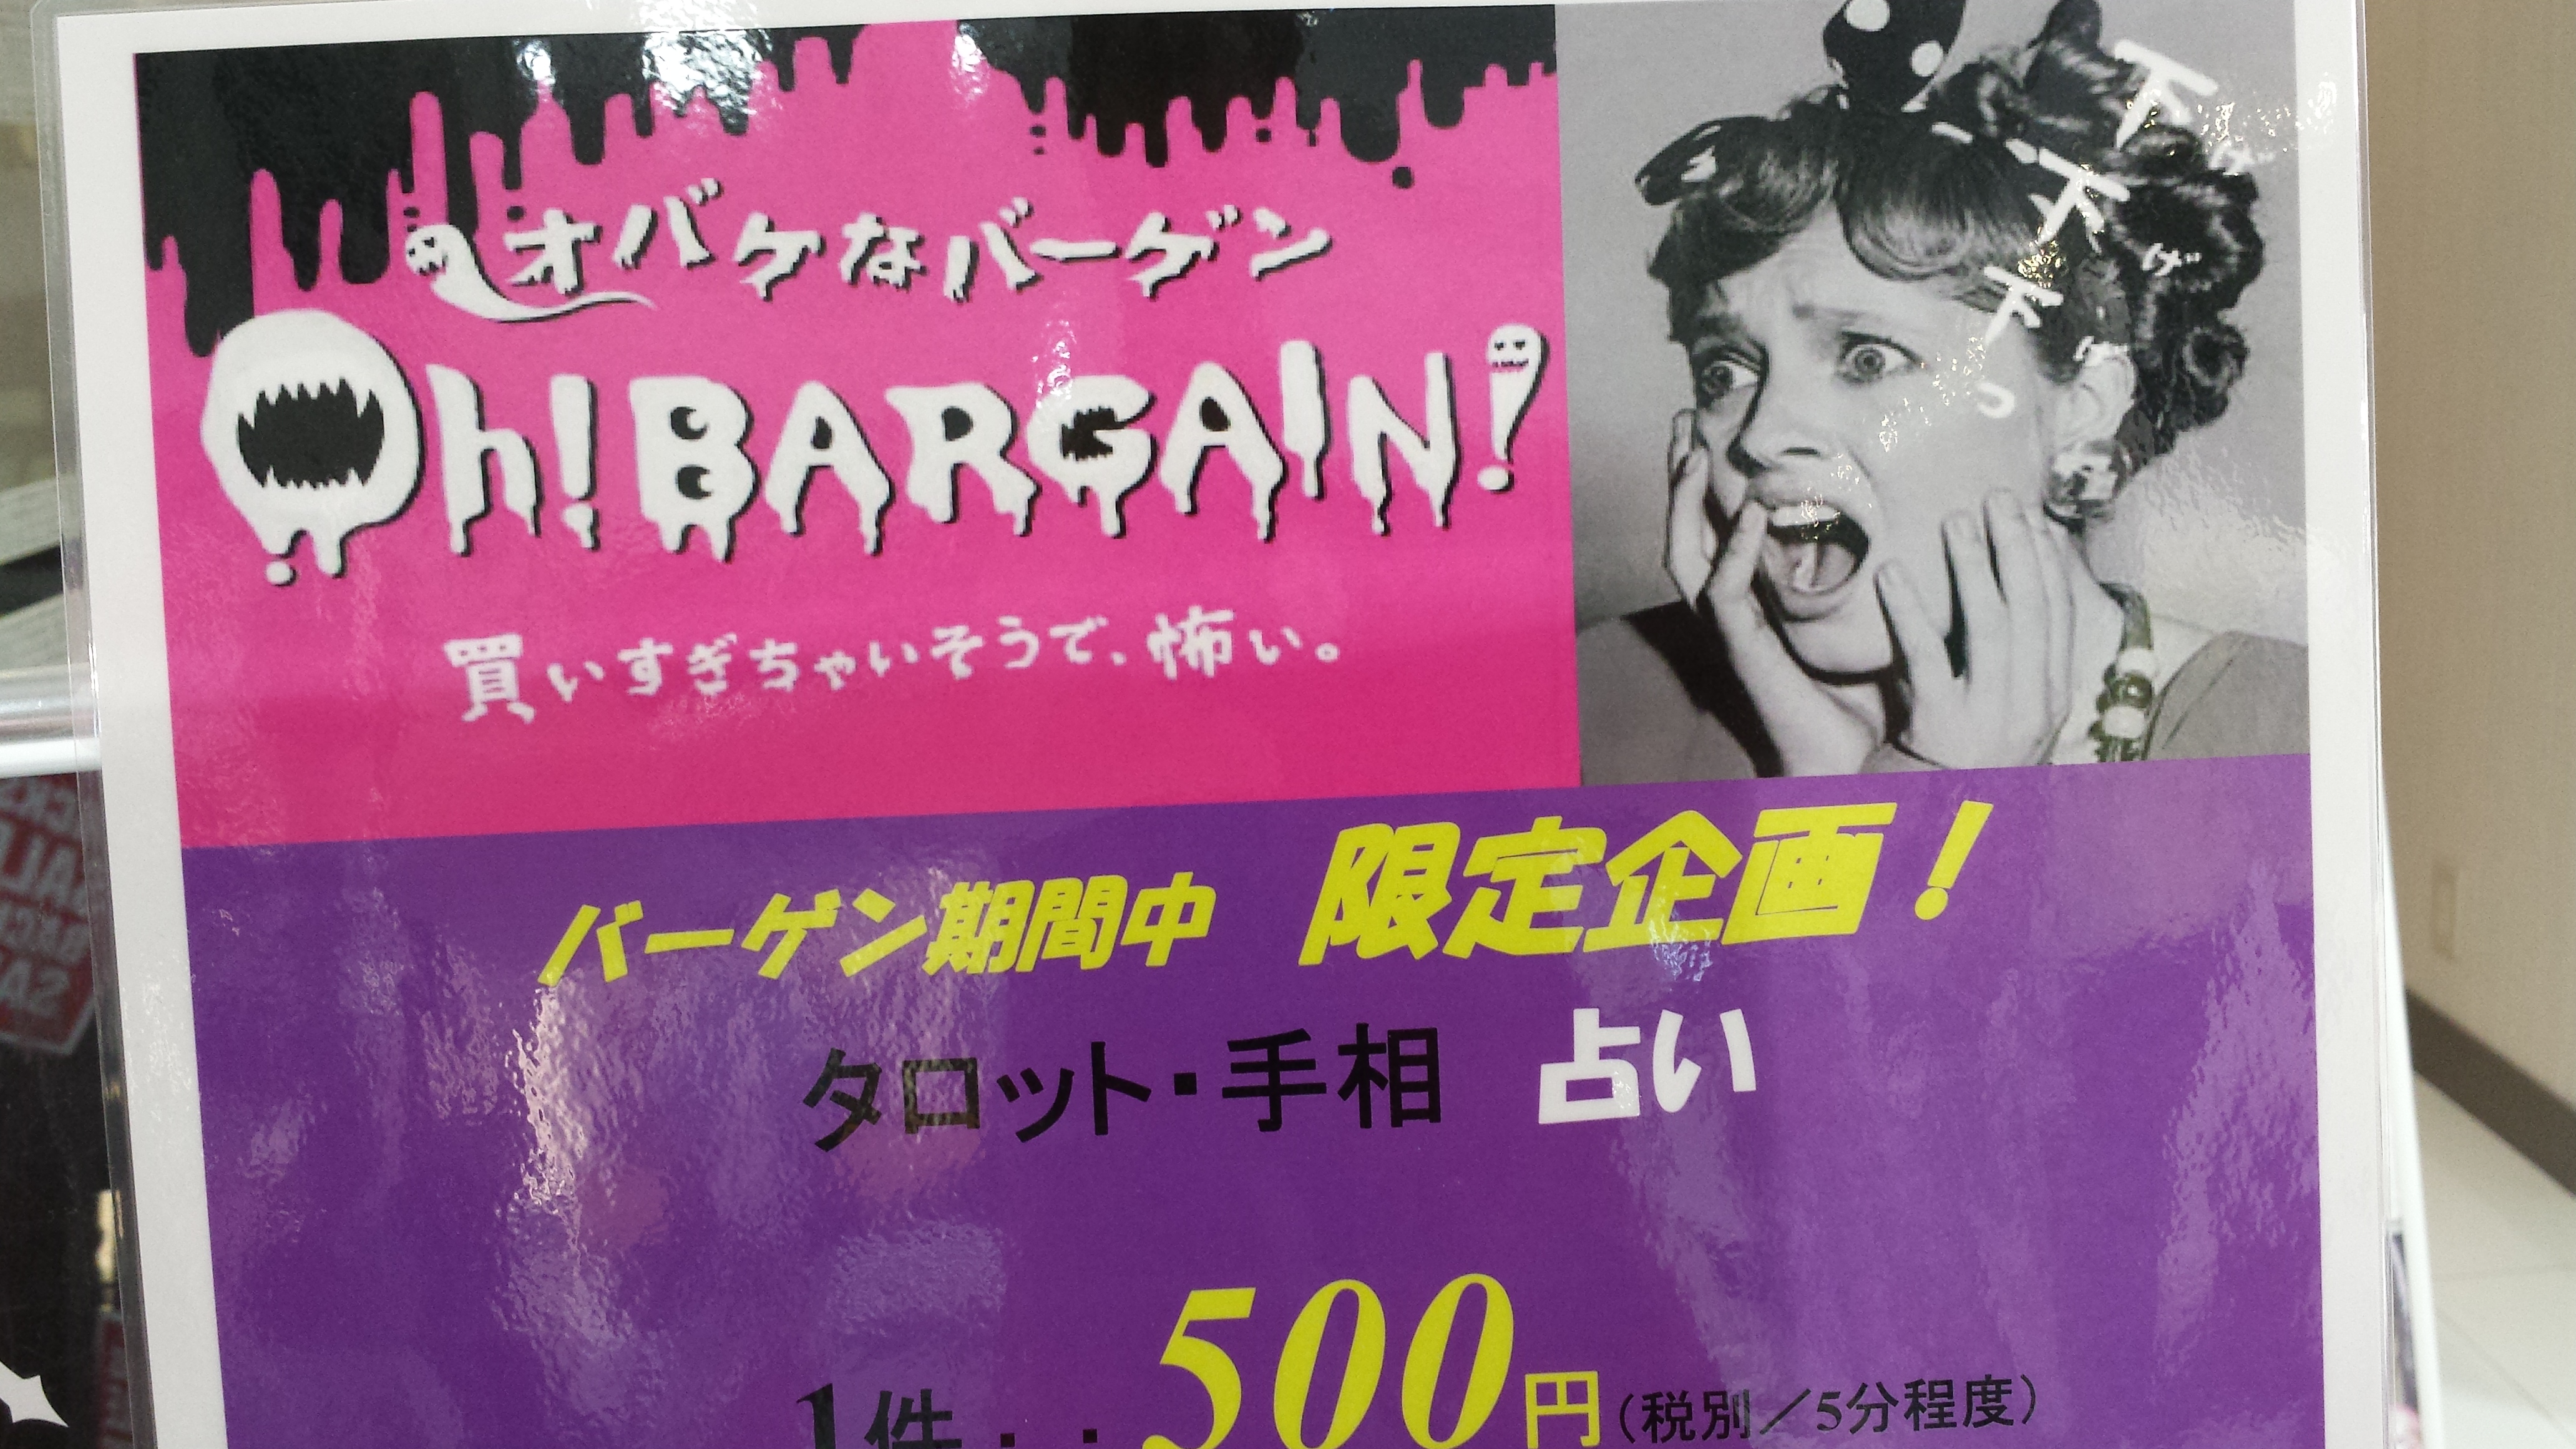 オバケなバーゲン
Oh! BARGAIN!
買いすぎちゃいそうで、怖い。
バーゲン期間中 限定企画！
タロット・手相 占い
1件・・500円（税別／5分程度）